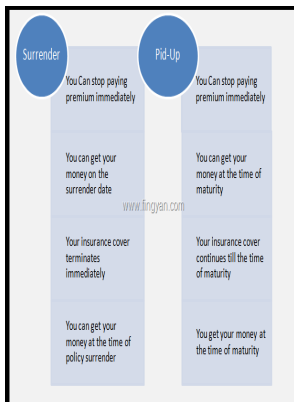 Surrender
You Can stop paying
premium immediately
You can get your
money on the
surrender date
Your insurance cover
terminates
immediately
You can get your
money at the time of
policy surrender
Pid-Up
You Can stop paying
premium immediately
You can get your
money at the time of
maturity
Your insurance cover
continues till the time
of maturity
You get your money at
the time of maturity
www.fingyan.com